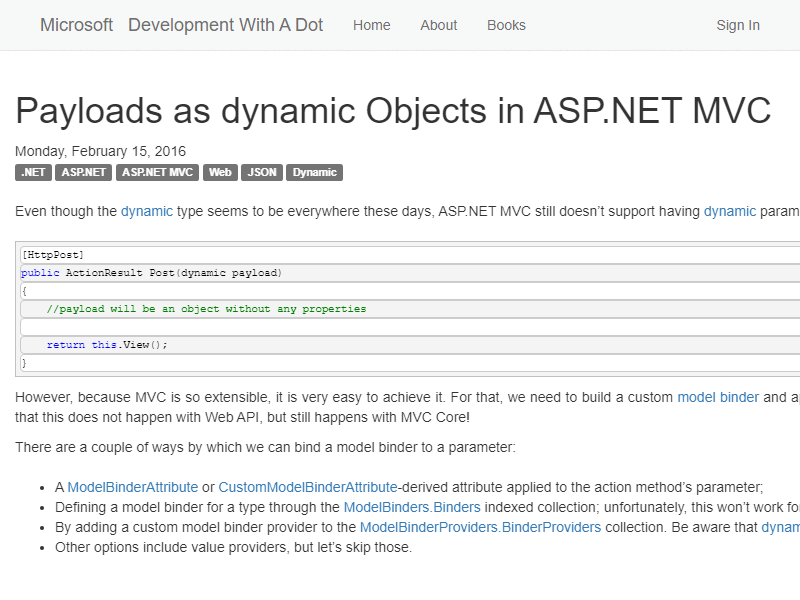 Microsoft Development With A Dot Home About Books Sign In
Payloads as dynamic Objects in ASP.NET MVC
Monday, February 15, 2016
.NET ASP.NET ASP.NET MVC Web JSON Dynamic
Even though the dynamic type seems to be everywhere these days, ASP.NET MVC still doesn’t support having dynamic param
[HttpPost]
public ActionResult Post(dynamic payload)
{
//payload will be an object without any properties
return this.View();
}
However, because MVC is so extensible, it is very easy to achieve it. For that, we need to build a custom model binder and a
that this does not happen with Web API, but still happens with MVC Core!
There are a couple of ways by which we can bind a model binder to a parameter:
• A ModelBinderAttribute or CustomModelBinderAttribute-derived attribute applied to the action method’s parameter;
• Defining a model binder for a type through the ModelBinders.Binders indexed collection; unfortunately, this won’t work fo
• By adding a custom model binder provider to the ModelBinderProviders.BinderProviders collection. Be aware that dynam
• Other options include value providers, but let’s skip those.